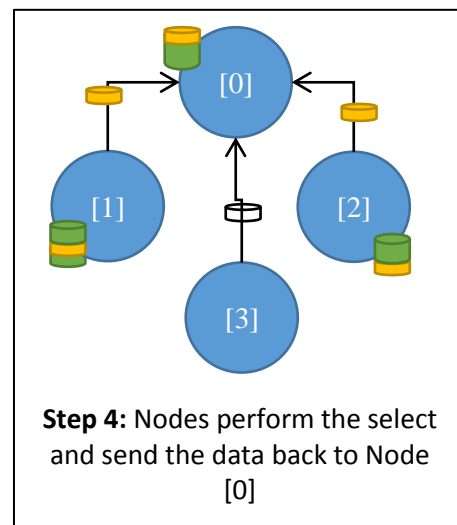 [0]
[1]
[2]
[3]
Step 4: Nodes perform the select
and send the data back to Node
[0]